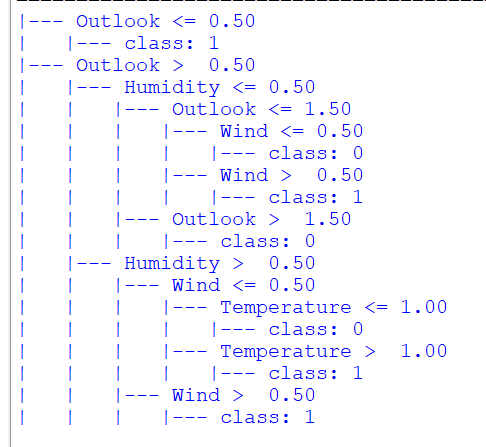 |--- Outlook <= 0.50
|   |--- class: 1
|--- Outlook >  0.50
|   |--- Humidity <= 0.50
|   |   |--- Outlook <= 1.50
|   |   |   |--- Wind <= 0.50
|   |   |   |   |--- class: 0
|   |   |   |--- Wind >  0.50
|   |   |   |   |--- class: 1
|   |   |--- Outlook >  1.50
|   |   |   |--- class: 0
|   |--- Humidity >  0.50
|   |   |--- Wind <= 0.50
|   |   |   |--- Temperature <= 1.00
|   |   |   |   |--- class: 0
|   |   |   |--- Temperature >  1.00
|   |   |   |   |--- class: 1
|   |   |--- Wind >  0.50
|   |   |   |--- class: 1